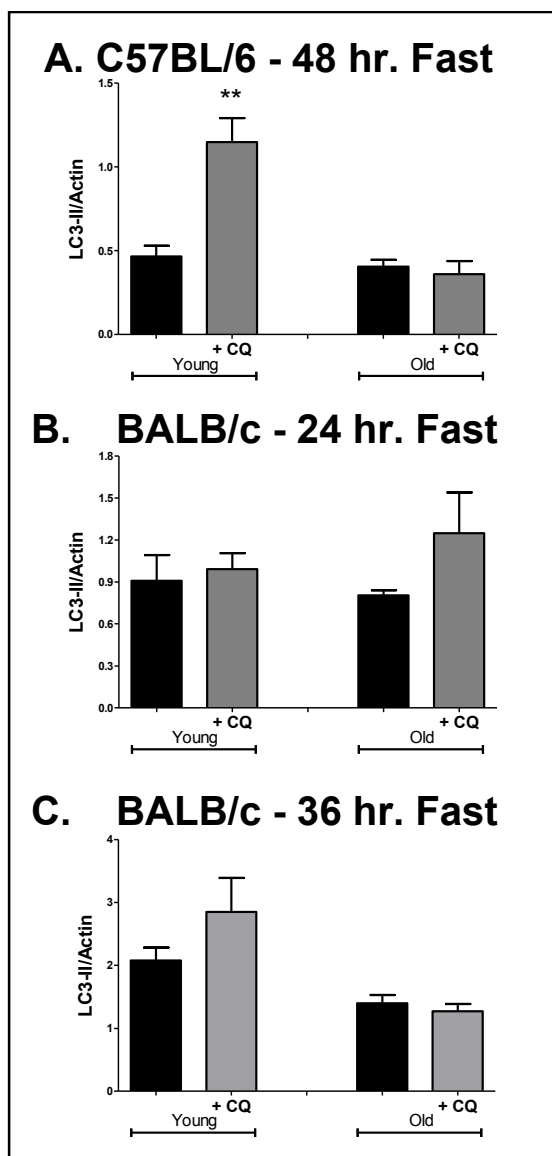 A. C57BL/6 - 48 hr. Fast
**
1.5
1.0
0.5
0.0
LC3-II/Actin
+ CQ
+ CQ
Young
Old
B. BALB/c - 24 hr. Fast
1.8
1.5
1.2
0.9
0.6
0.3
0.0
LC3-II/Actin
+ CQ
+ CQ
Young
Old
C. BALB/c - 36 hr. Fast
4
3
2
1
0
LC3-II/Actin
+ CQ
+ CQ
Young
Old